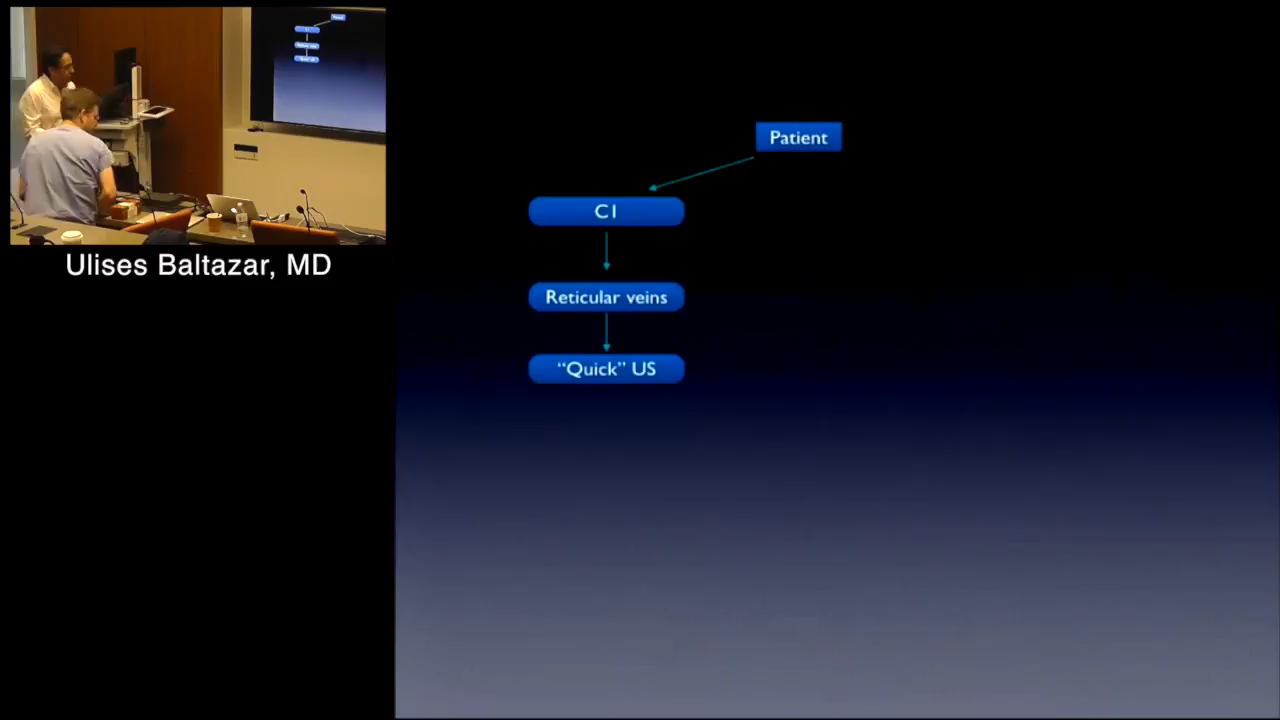 Patient
C1
Reticular veins
“Quick” US
Ulises Baltazar, MD